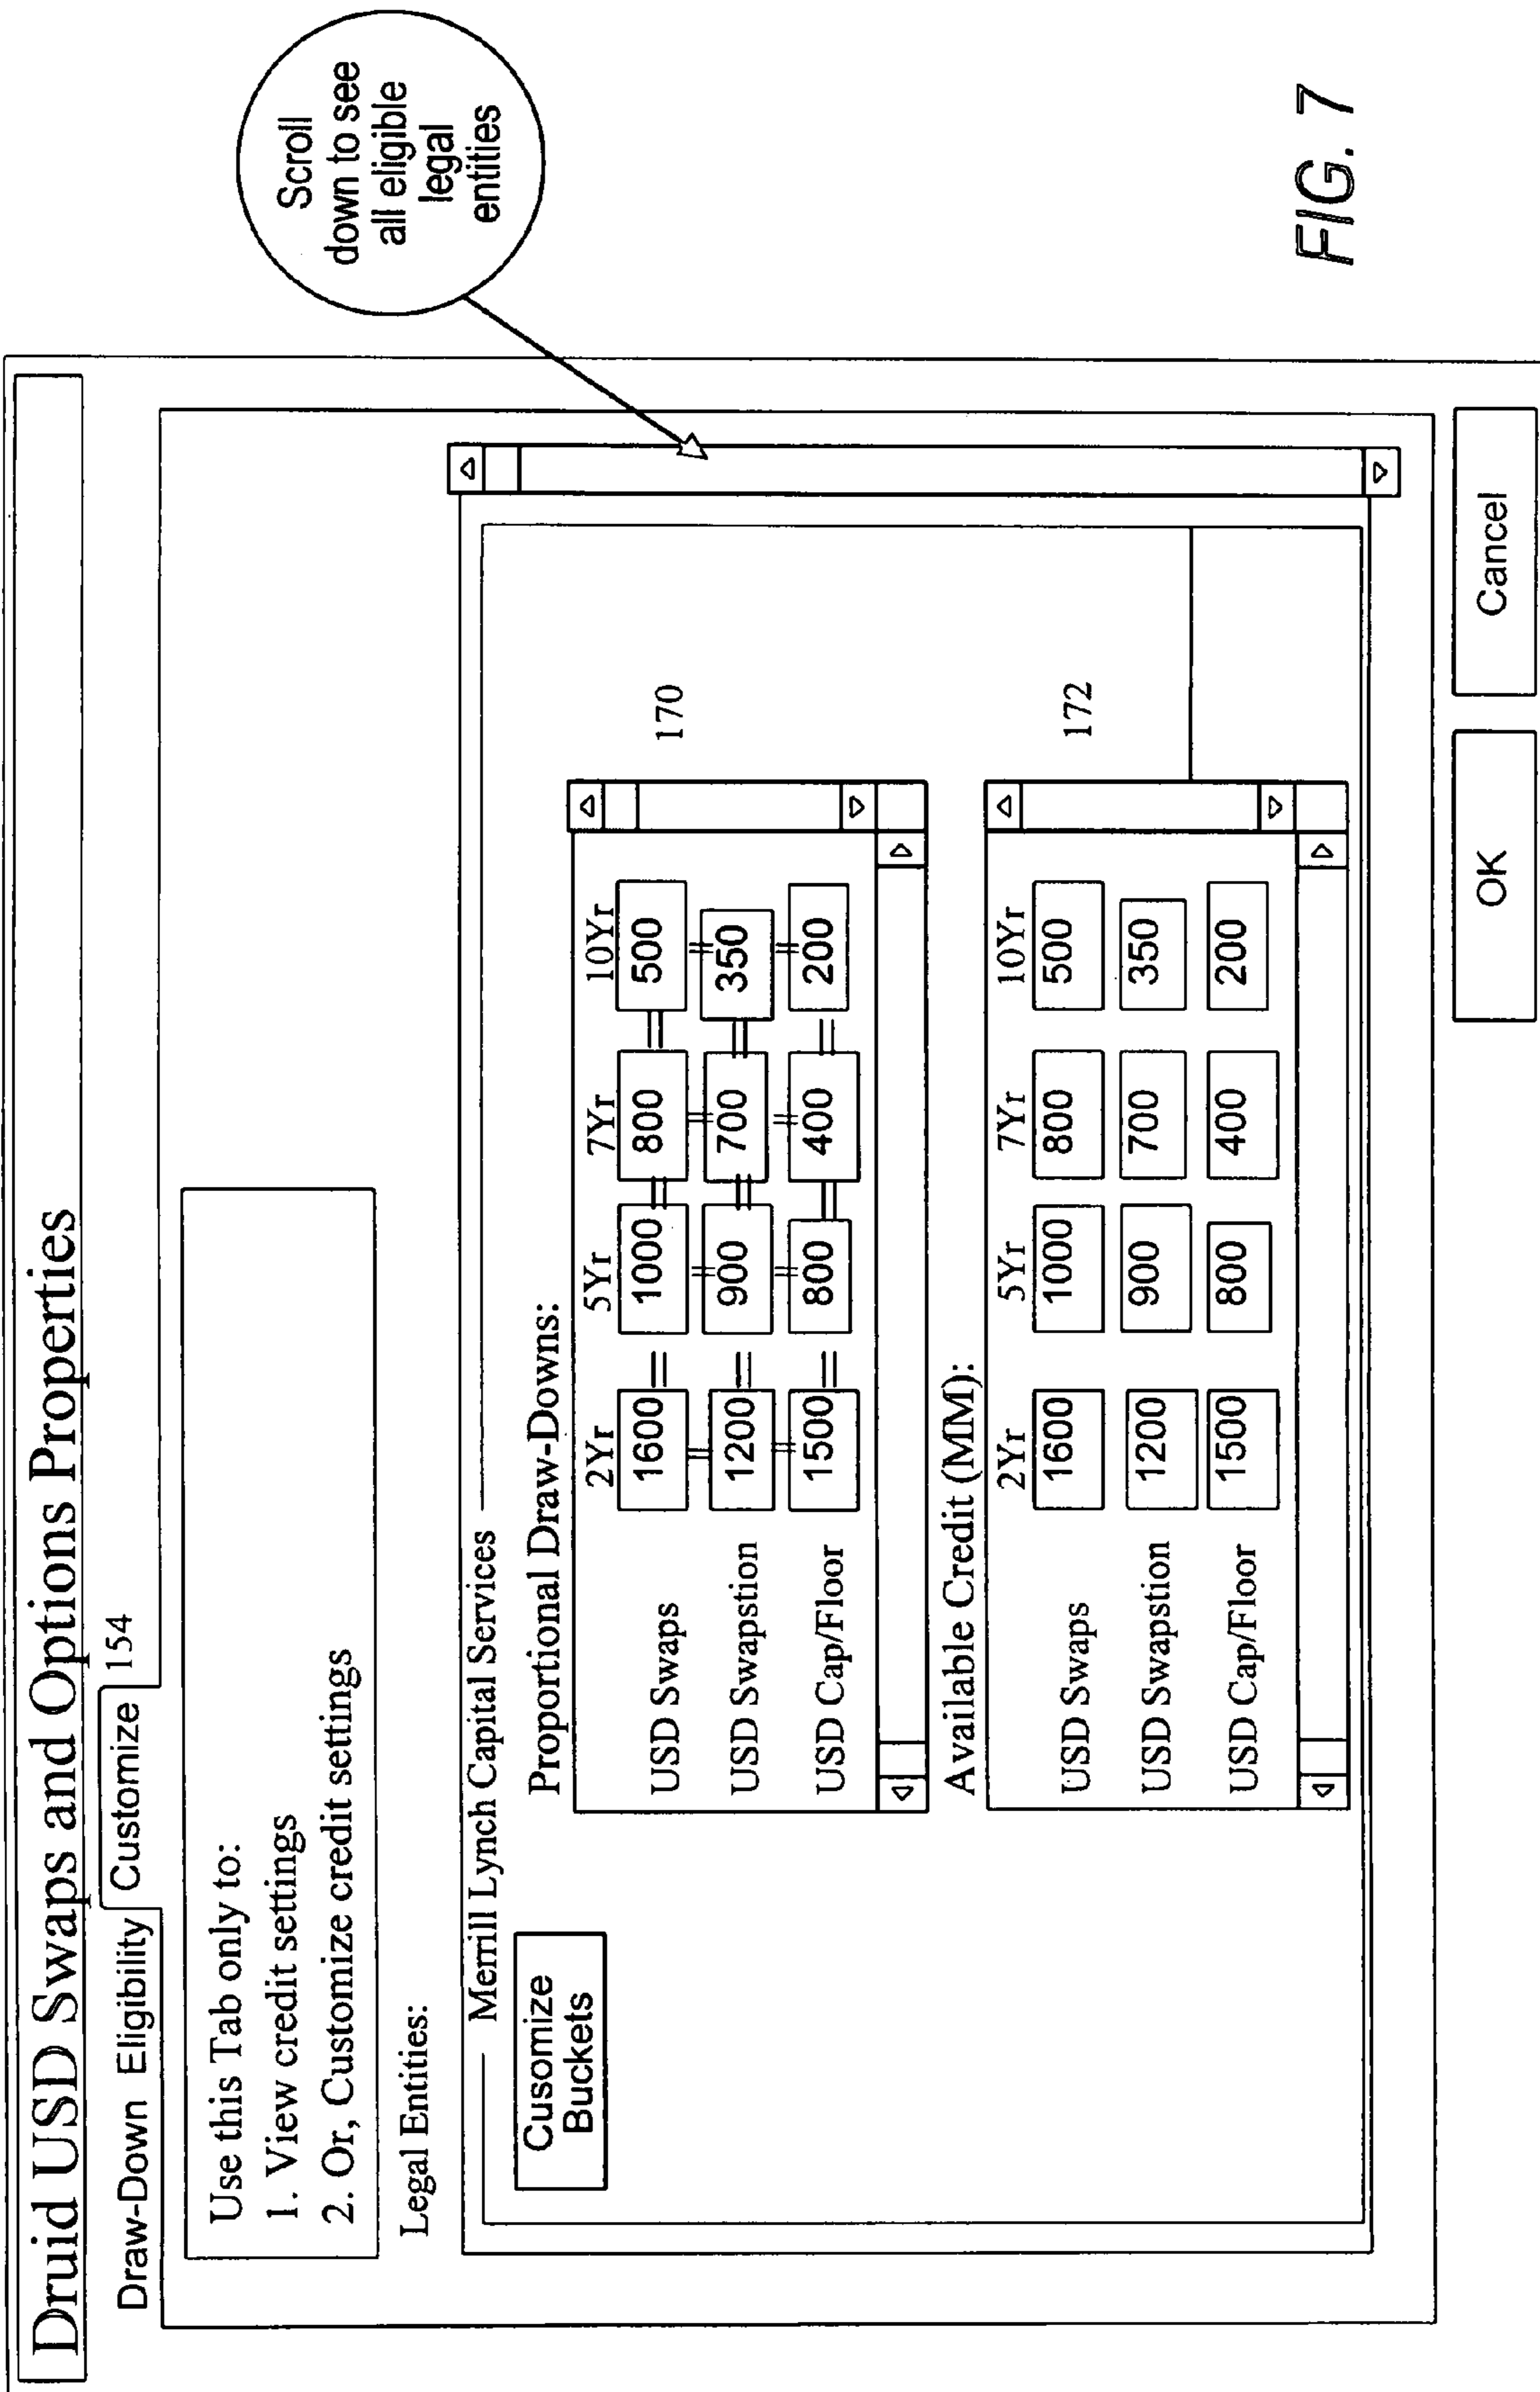 Druid USD Swaps and Options Properties
Draw-Down Eligibility Customize 154
Use this Tab only to:
1. View credit settings
2. Or, Customize credit settings
Legal Entities:
Merrill Lynch Capital Services
Cusomize
Buckets
Proportional Draw-Downs:
2Yr 5Yr 7Yr 10Yr
USD Swaps 1600 1000 800 500
USD Swapstion 1200 900 700 350
USD Cap/Floor 1500 800 400 200
170
Available Credit (MM):
2Yr 5Yr 7Yr 10Yr
USD Swaps 1600 1000 800 500
USD Swapstion 1200 900 700 350
USD Cap/Floor 1500 800 400 200
172
OK Cancel
Scroll
down to see
all eligible
legal
entities
FIG. 7